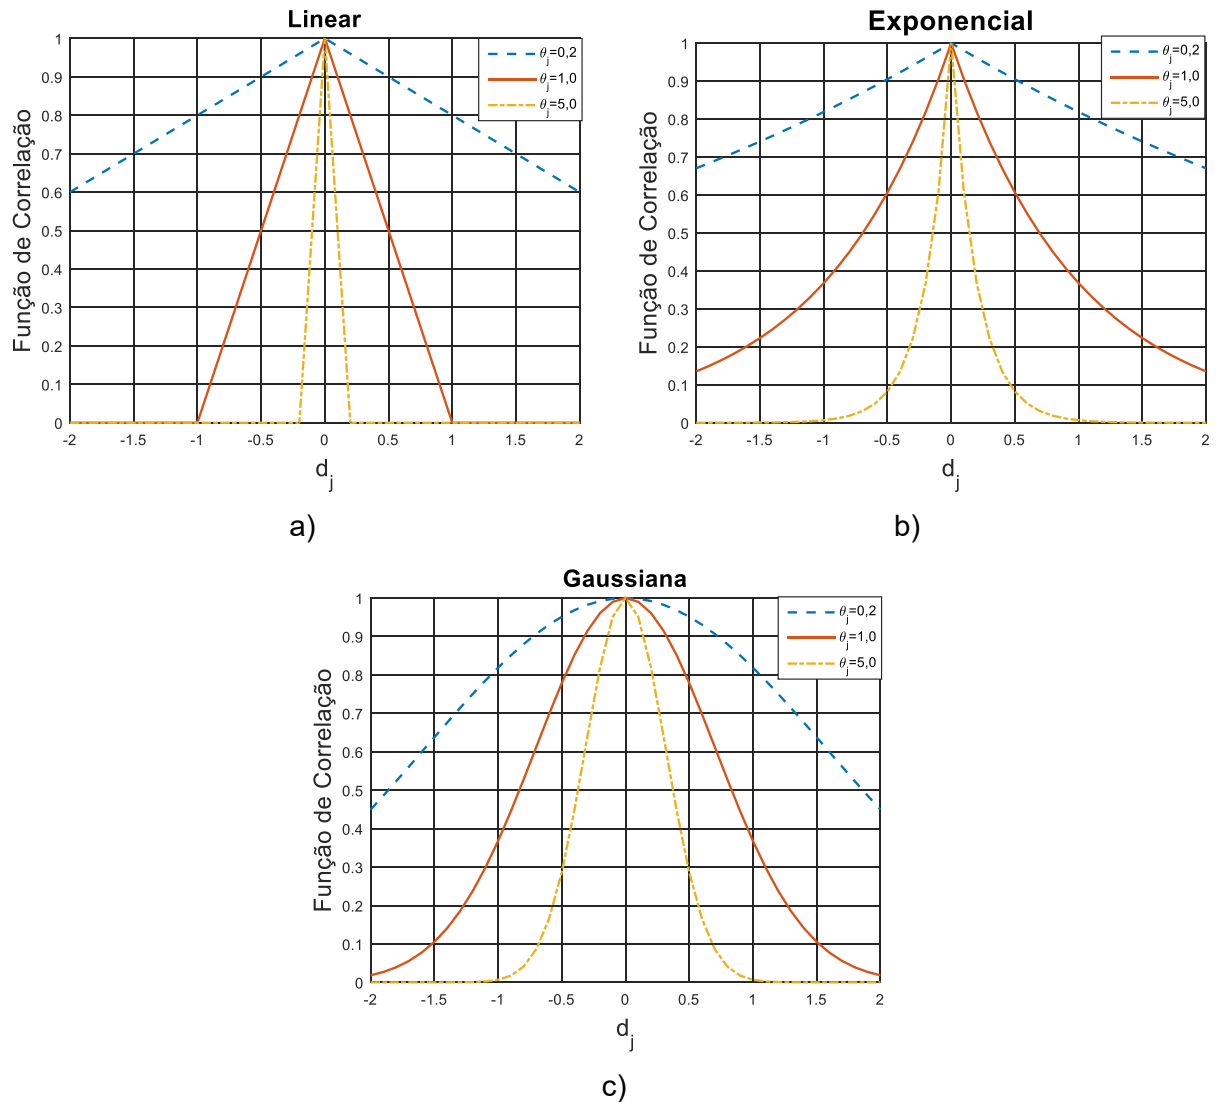 Linear
θj=0,2
θj=1,0
θj=5,0
Função de Correlação
1
0.9
0.8
0.7
0.6
0.5
0.4
0.3
0.2
0.1
0
-2 -1.5 -1 -0.5 0 0.5 1 1.5 2
dj
a)
Exponencial
θj=0,2
θj=1,0
θj=5,0
Função de Correlação
1
0.9
0.8
0.7
0.6
0.5
0.4
0.3
0.2
0.1
0
-2 -1.5 -1 -0.5 0 0.5 1 1.5 2
dj
b)
Gaussiana
θj=0,2
θj=1,0
θj=5,0
Função de Correlação
1
0.9
0.8
0.7
0.6
0.5
0.4
0.3
0.2
0.1
0
-2 -1.5 -1 -0.5 0 0.5 1 1.5 2
dj
c)